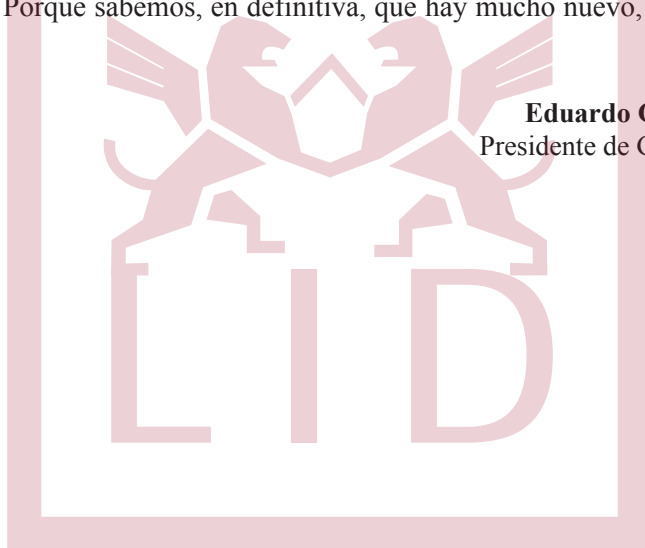 Porque sabemos, en definitiva, que hay mucho nuevo,
Eduardo
Presidente de
LID